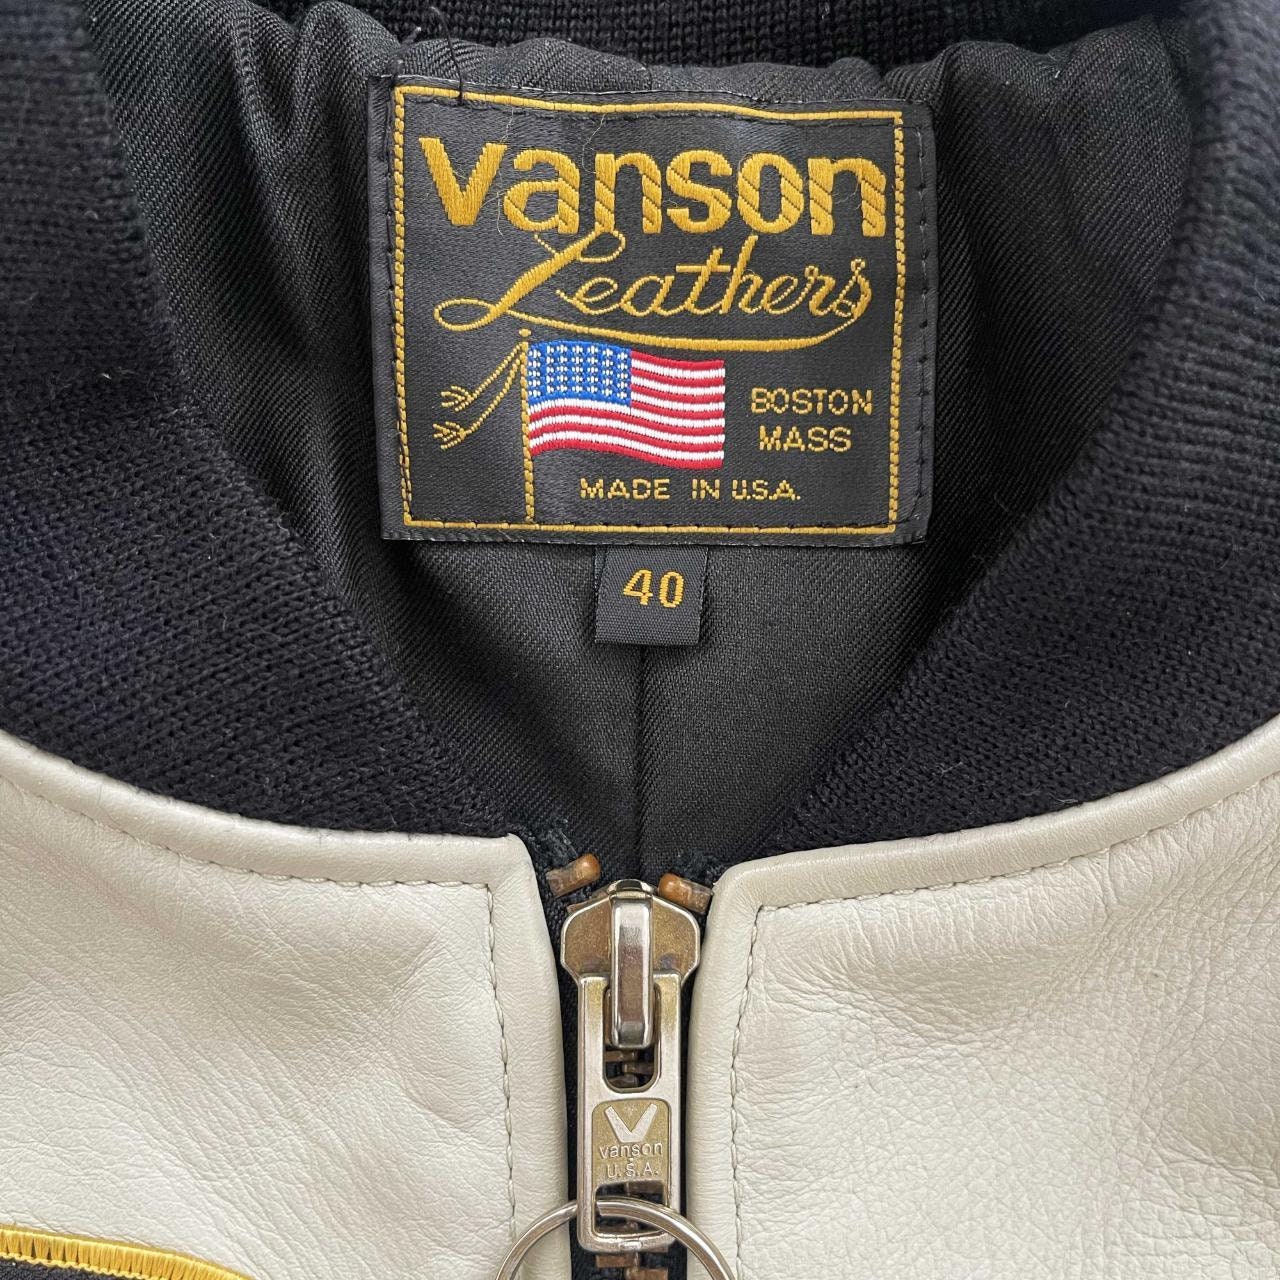 vanson
Leathers
BOSTON
MASS
MADE IN U.S.A.
40
vanson
U.S.A.